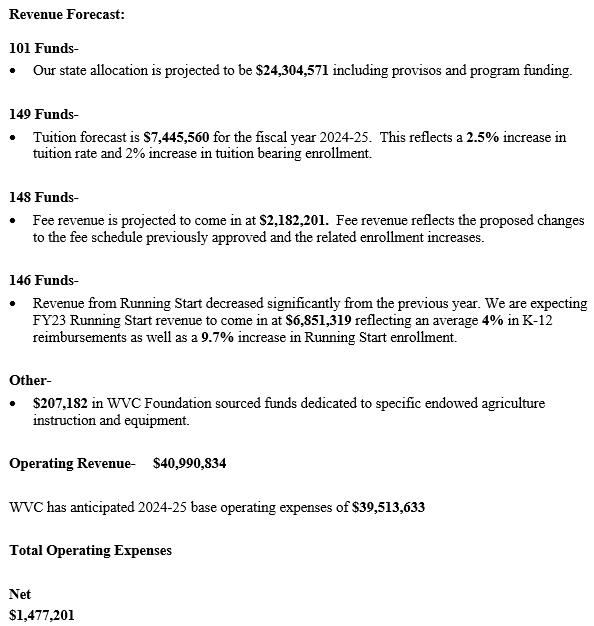 Revenue Forecast:
101 Funds-
• Our state allocation is projected to be $24,304,571 including provisos and program funding.
149 Funds-
• Tuition forecast is $7,445,560 for the fiscal year 2024-25. This reflects a 2.5% increase in
tuition rate and 2% increase in tuition bearing enrollment.
148 Funds-
• Fee revenue is projected to come in at $2,182,201. Fee revenue reflects the proposed changes
to the fee schedule previously approved and the related enrollment increases.
146 Funds-
• Revenue from Running Start decreased significantly from the previous year. We are expecting
FY23 Running Start revenue to come in at $6,851,319 reflecting an average 4% in K-12
reimbursements as well as a 9.7% increase in Running Start enrollment.
Other-
• $207,182 in WVC Foundation sourced funds dedicated to specific endowed agriculture
instruction and equipment.
Operating Revenue- $40,990,834
WVC has anticipated 2024-25 base operating expenses of $39,513,633
Total Operating Expenses
Net
$1,477,201